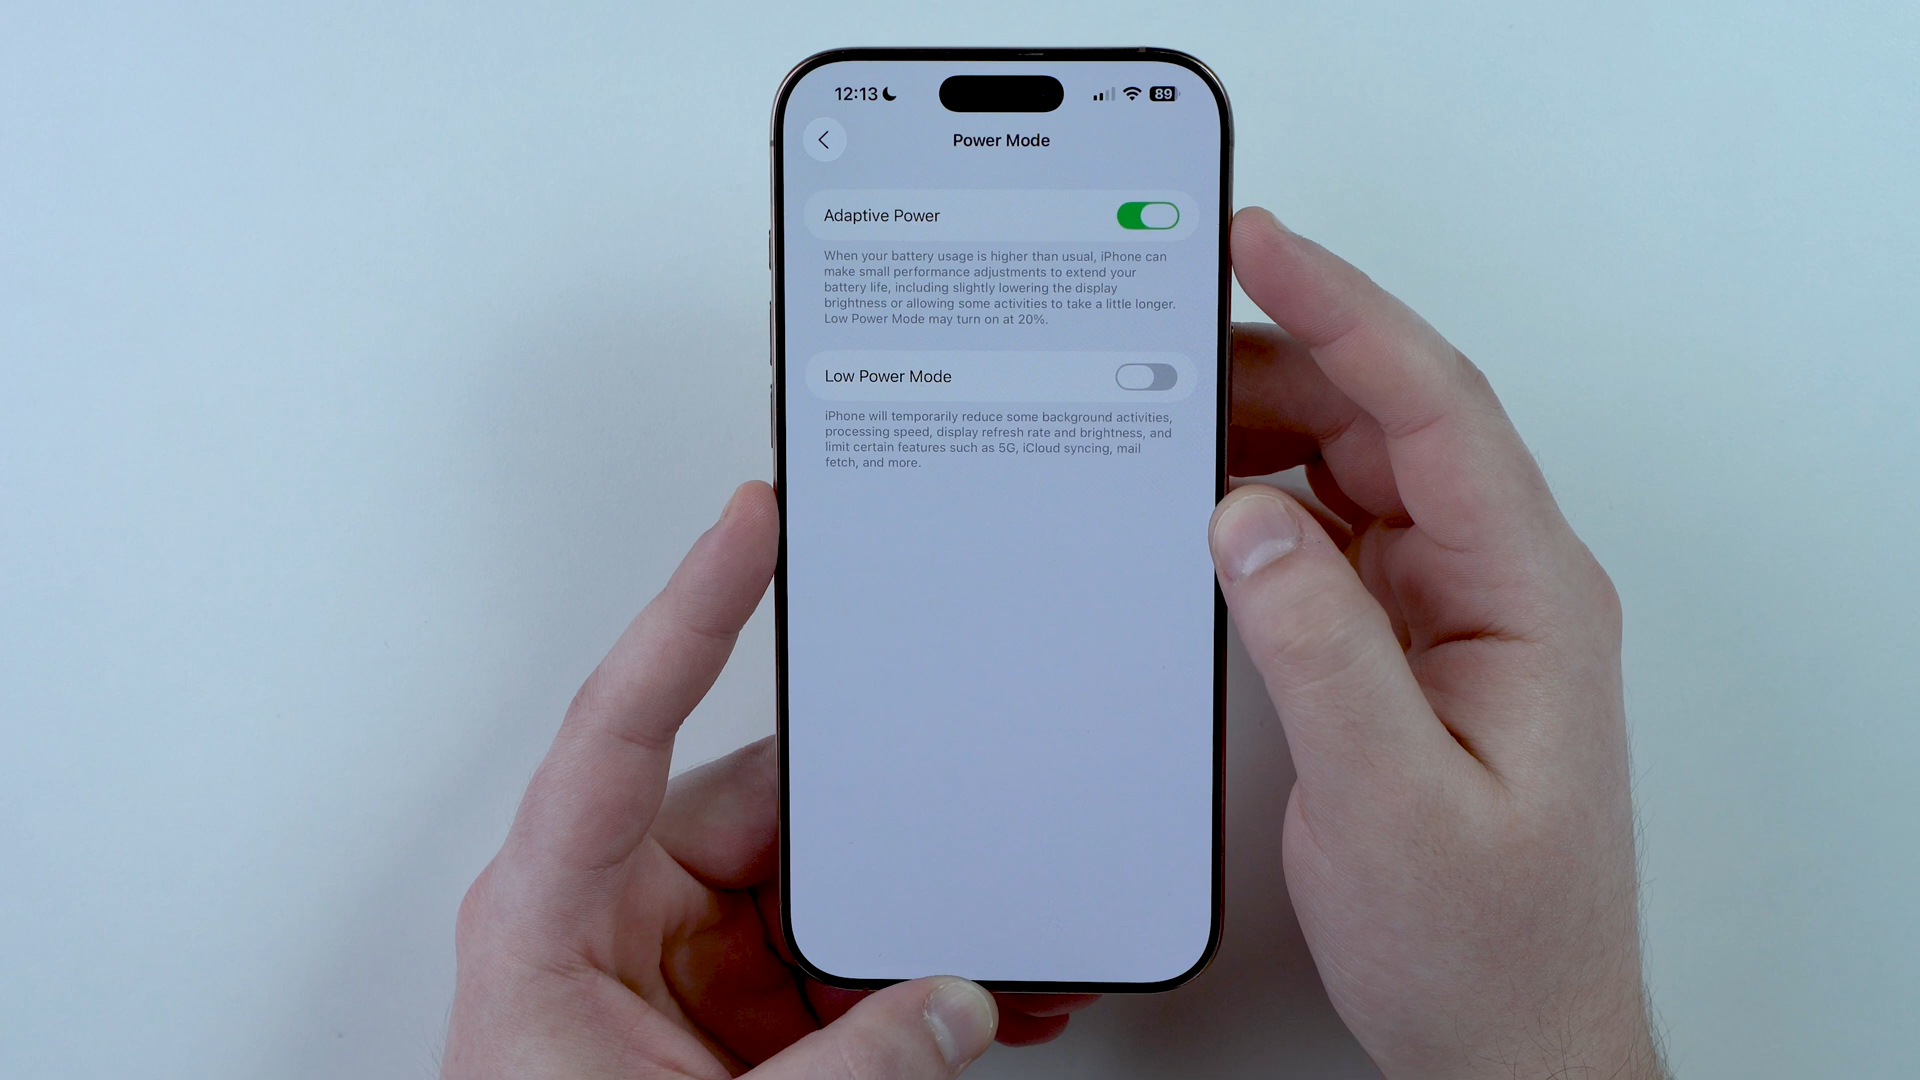 12:13
89
Power Mode
Adaptive Power
When your battery usage is higher than usual, iPhone can
make small performance adjustments to extend your
battery life, including slightly lowering the display
brightness or allowing some activities to take a little longer.
Low Power Mode may turn on at 20%.
Low Power Mode
iPhone will temporarily reduce some background activities,
processing speed, display refresh rate and brightness, and
limit certain features such as 5G, iCloud syncing, mail
fetch, and more.